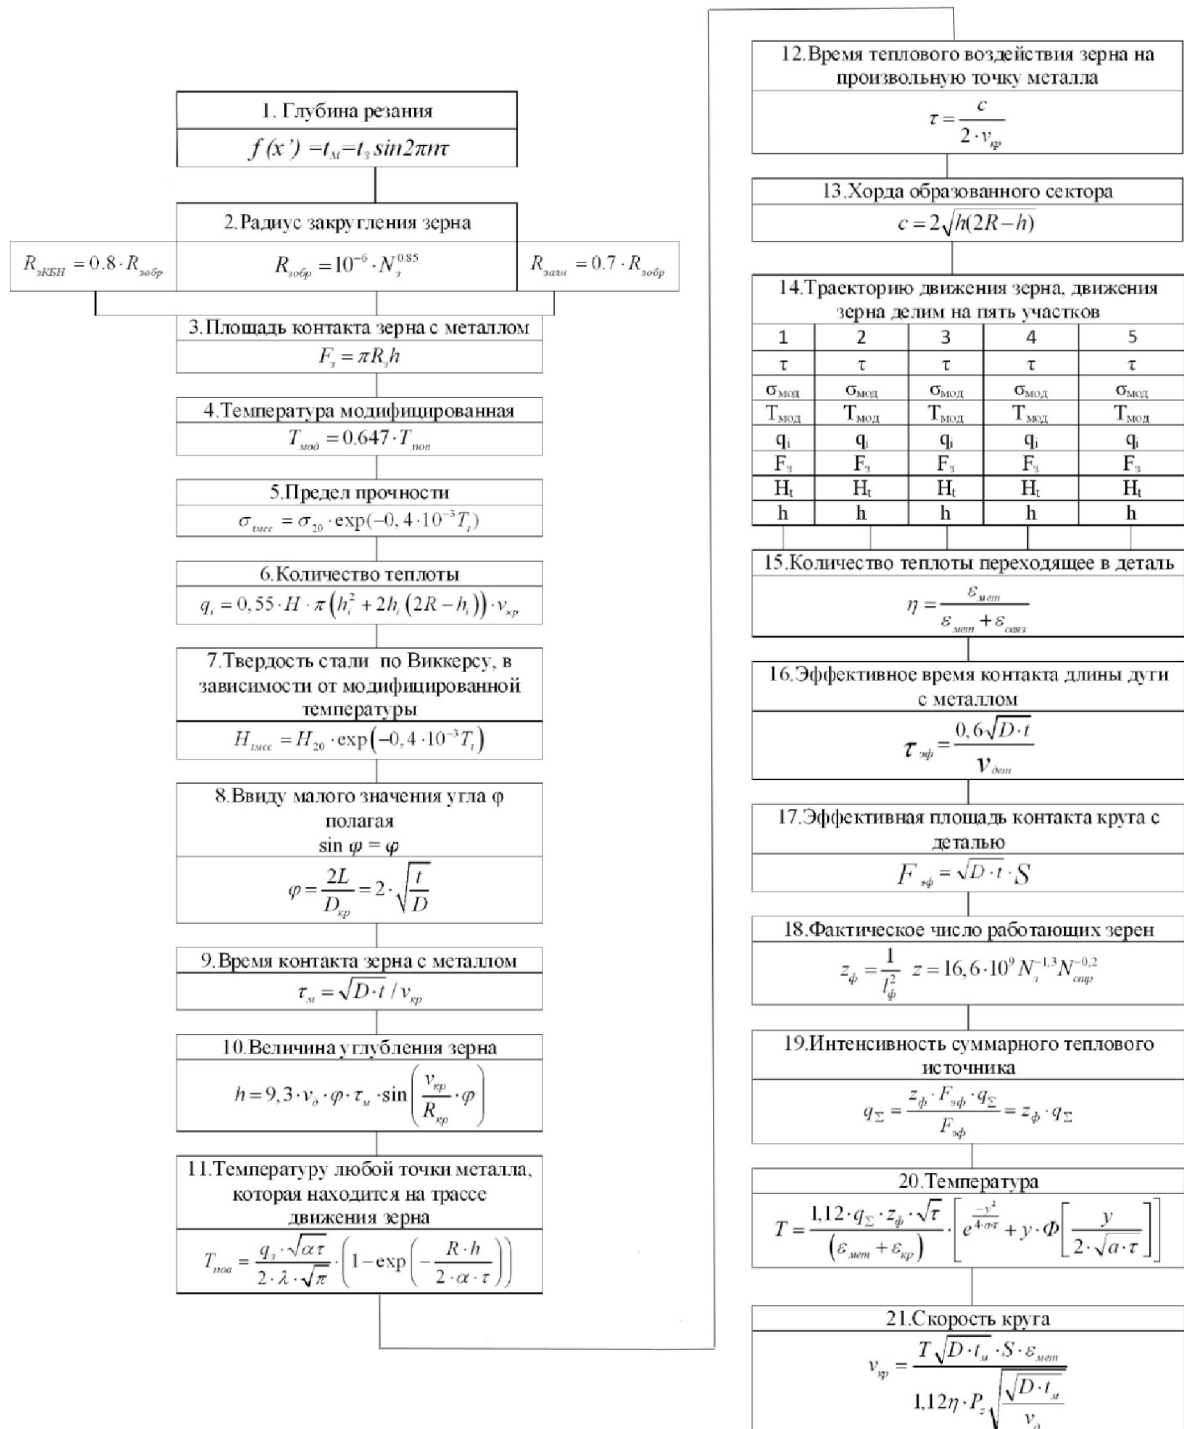 1. Глубина резания
f (x’) =tм=tз sin2πnτ
2.Радиус закругления зерна
RзКБН = 0.8 · Rзобр
Rзобр = 10⁻⁶ · Nз^0.85
Rзалм = 0.7 · Rзобр
3.Площадь контакта зерна с металлом
Fз = πRзh
4.Температура модифицированная
Tмод = 0.647 · Tпов
5.Предел прочности
σtмсс = σ20 · exp(−0, 4·10⁻³Tt)
6.Количество теплоты
qi = 0,55 · H · π(hi² + 2hi(2R − hi)) · vкр
7.Твердость стали по Виккерсу, в
зависимости от модифицированной
температуры
Htмсс = H20 · exp(−0, 4·10⁻³Tt)
8.Ввиду малого значения угла φ
полагая
sin φ = φ
φ = 2L/Dкр = 2 · √(t/D)
9.Время контакта зерна с металлом
τм = √(D·t) / vкр
10.Величина углубления зерна
h = 9,3 · vд · φ · τм · sin(vкр/Rкр · φ)
11.Температуру любой точки металла,
которая находится на трассе
движения зерна
Tпов = (qз · √(ατ))/(2 · λ · √π) · (1 − exp(−(R · h)/(2 · α · τ)))
12.Время теплового воздействия зерна на
произвольную точку металла
τ = c/(2 · vкр)
13.Хорда образованного сектора
c = 2√(h(2R − h))
14.Траекторию движения зерна, движения
зерна делим на пять участков
1 2 3 4 5
τ τ τ τ τ
σмод σмод σмод σмод σмод
Tмод Tмод Tмод Tмод Tмод
qi qi qi qi qi
Fз Fз Fз Fз Fз
Ht Ht Ht Ht Ht
h h h h h
15.Количество теплоты переходящее в деталь
η = εмет/(εмет + εсвяз)
16.Эффективное время контакта длины дуги
с металлом
τэф = 0,6√(D·t)/vдет
17.Эффективная площадь контакта круга с
деталью
Fэф = √(D·t) · S
18.Фактическое число работающих зерен
zф = 1/lф² z = 16,6·10⁹ Nз^−1,3 Nстр^−0,2
19.Интенсивность суммарного теплового
источника
qΣ = (zф · Fэф · qΣ)/Fэф = zф · qΣ
20.Температура
T = (1,12 · qΣ · zф · √τ)/(εмет + εкр) · [e^(−y²/(4·a·τ)) + y · Φ[y/(2 · √(a · τ))]]
21.Скорость круга
vкр = (T√(D·tм) · S · εмет)/(1,12η · Pz√(√(D·tм)/vд))